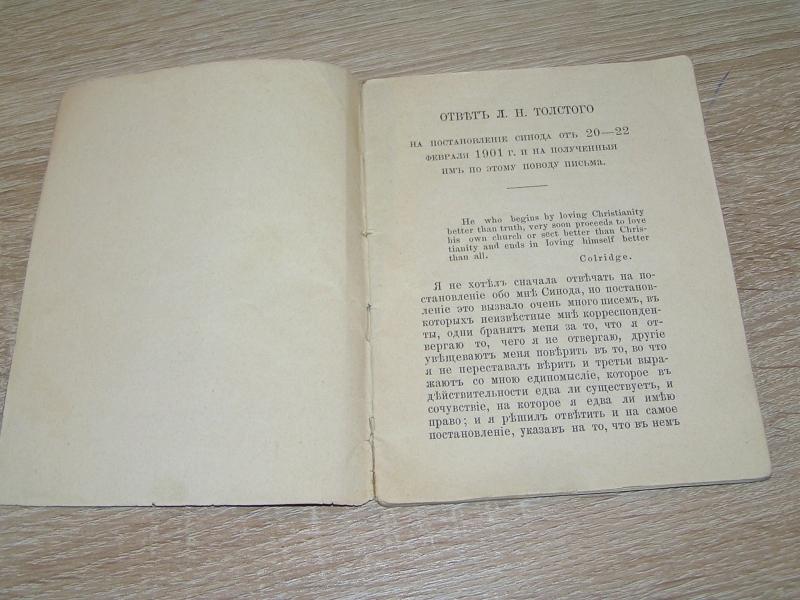 ОТВѢТЪ Л. Н. ТОЛСТОГО
НА ПОСТАНОВЛЕНІЕ СИНОДА ОТЪ 20—22
ФЕВРАЛЯ 1901 Г. И НА ПОЛУЧЕННЫЯ
ИМЪ ПО ЭТОМУ ПОВОДУ ПИСЬМА.
He who begins by loving Christianity
better than truth, very soon proceeds to love
his own church or sect better than Chris-
tianity and ends in loving himself better
than all.
Colridge.
Я не хотѣлъ сначала отвѣчать на по-
становленіе обо мнѣ Синода, но постанов-
леніе это вызвало очень много писемъ, въ
которыхъ неизвѣстные мнѣ корреспонден-
ты, одни бранятъ меня за то, что я от-
вергаю то, чего я не отвергаю, другіе
увѣщеваютъ меня повѣрить въ то, во что
я не переставалъ вѣрить и третьи выра-
жаютъ со мною единомысліе, которое въ
дѣйствительности едва ли существуетъ, и
сочувствіе, на которое я едва ли имѣю
право; и я рѣшилъ отвѣтить и на самое
постановленіе, указавъ на то, что въ немъ